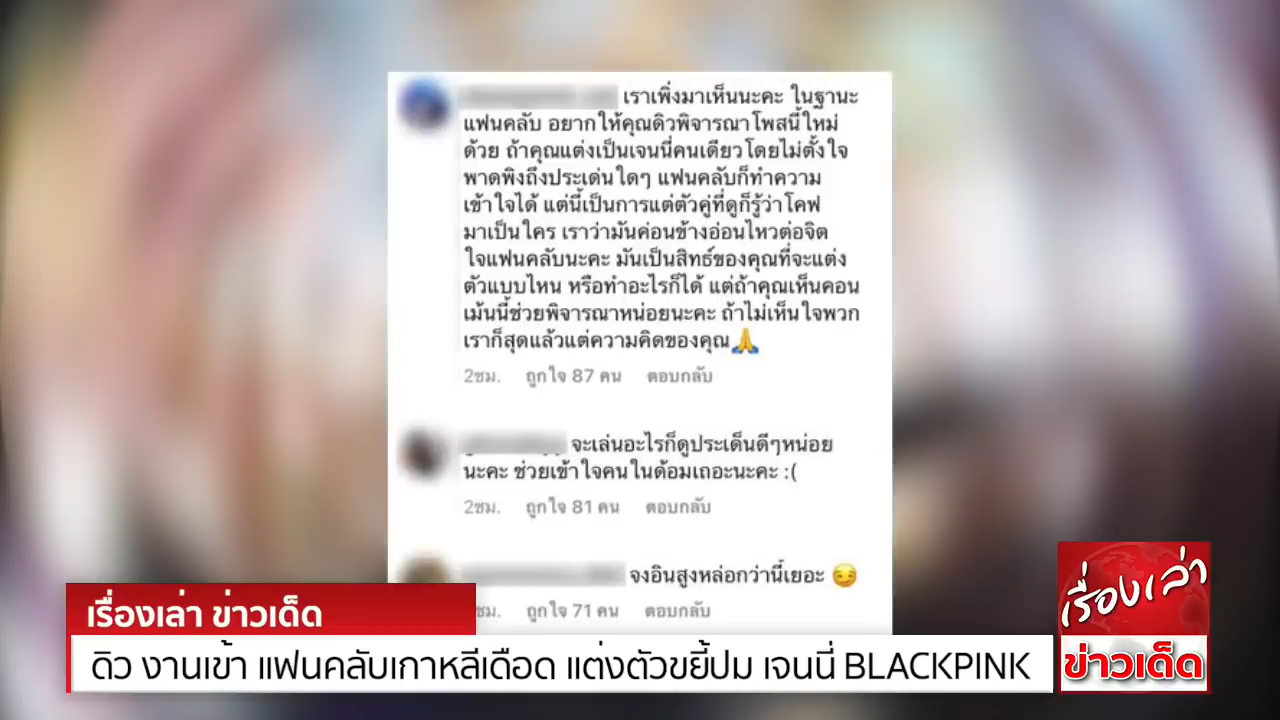 เราเพิ่งมาเห็นนะคะ ในฐานะ
แฟนคลับ อยากให้คุณดิวพิจารณาโพสนี้ใหม่
ด้วย ถ้าคุณแต่งเป็นเจนนี่คนเดียวโดยไม่ตั้งใจ
พาดพิงถึงประเด่นใดๆ แฟนคลับก็ทำความ
เข้าใจได้ แต่นี้เป็นการแต่ตัวคู่ที่ดูก็รู้ว่าโคฟ
มาเป็นใคร เราว่ามันค่อนข้างอ่อนไหวต่อจิต
ใจแฟนคลับนะคะ มันเป็นสิทธ์ของคุณที่จะแต่ง
ตัวแบบไหน หรือทำอะไรก็ได้ แต่ถ้าคุณเห็นคอน
เม้นนี้ช่วยพิจารณาหน่อยนะคะ ถ้าไม่เห็นใจพวก
เราก็สุดแล้วแต่ความคิดของคุณ🙏
2ชม. ถูกใจ 87 คน ตอบกลับ
จะเล่นอะไรก็ดูประเด็นดีๆหน่อย
นะคะ ช่วยเข้าใจคนในด้อมเถอะนะคะ :(
2ชม. ถูกใจ 81 คน ตอบกลับ
จงอินสูงหล่อกว่านี้เยอะ 😏
ชม. ถูกใจ 71 คน ตอบกลับ
เรื่องเล่า ข่าวเด็ด
ดิว งานเข้า แฟนคลับเกาหลีเดือด แต่งตัวขยี้ปม เจนนี่ BLACKPINK
เรื่องเล่า
ข่าวเด็ด